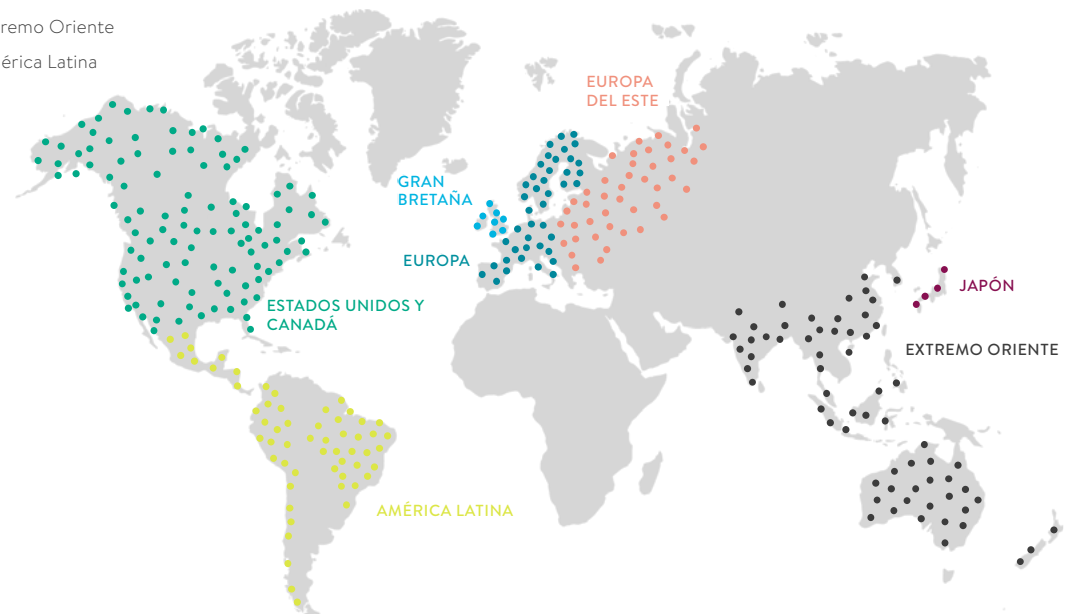 remo Oriente
érica Latina
EUROPA
DEL ESTE
GRAN
BRETAÑA
EUROPA
JAPÓN
ESTADOS UNIDOS Y
CANADÁ
EXTREMO ORIENTE
AMÉRICA LATINA